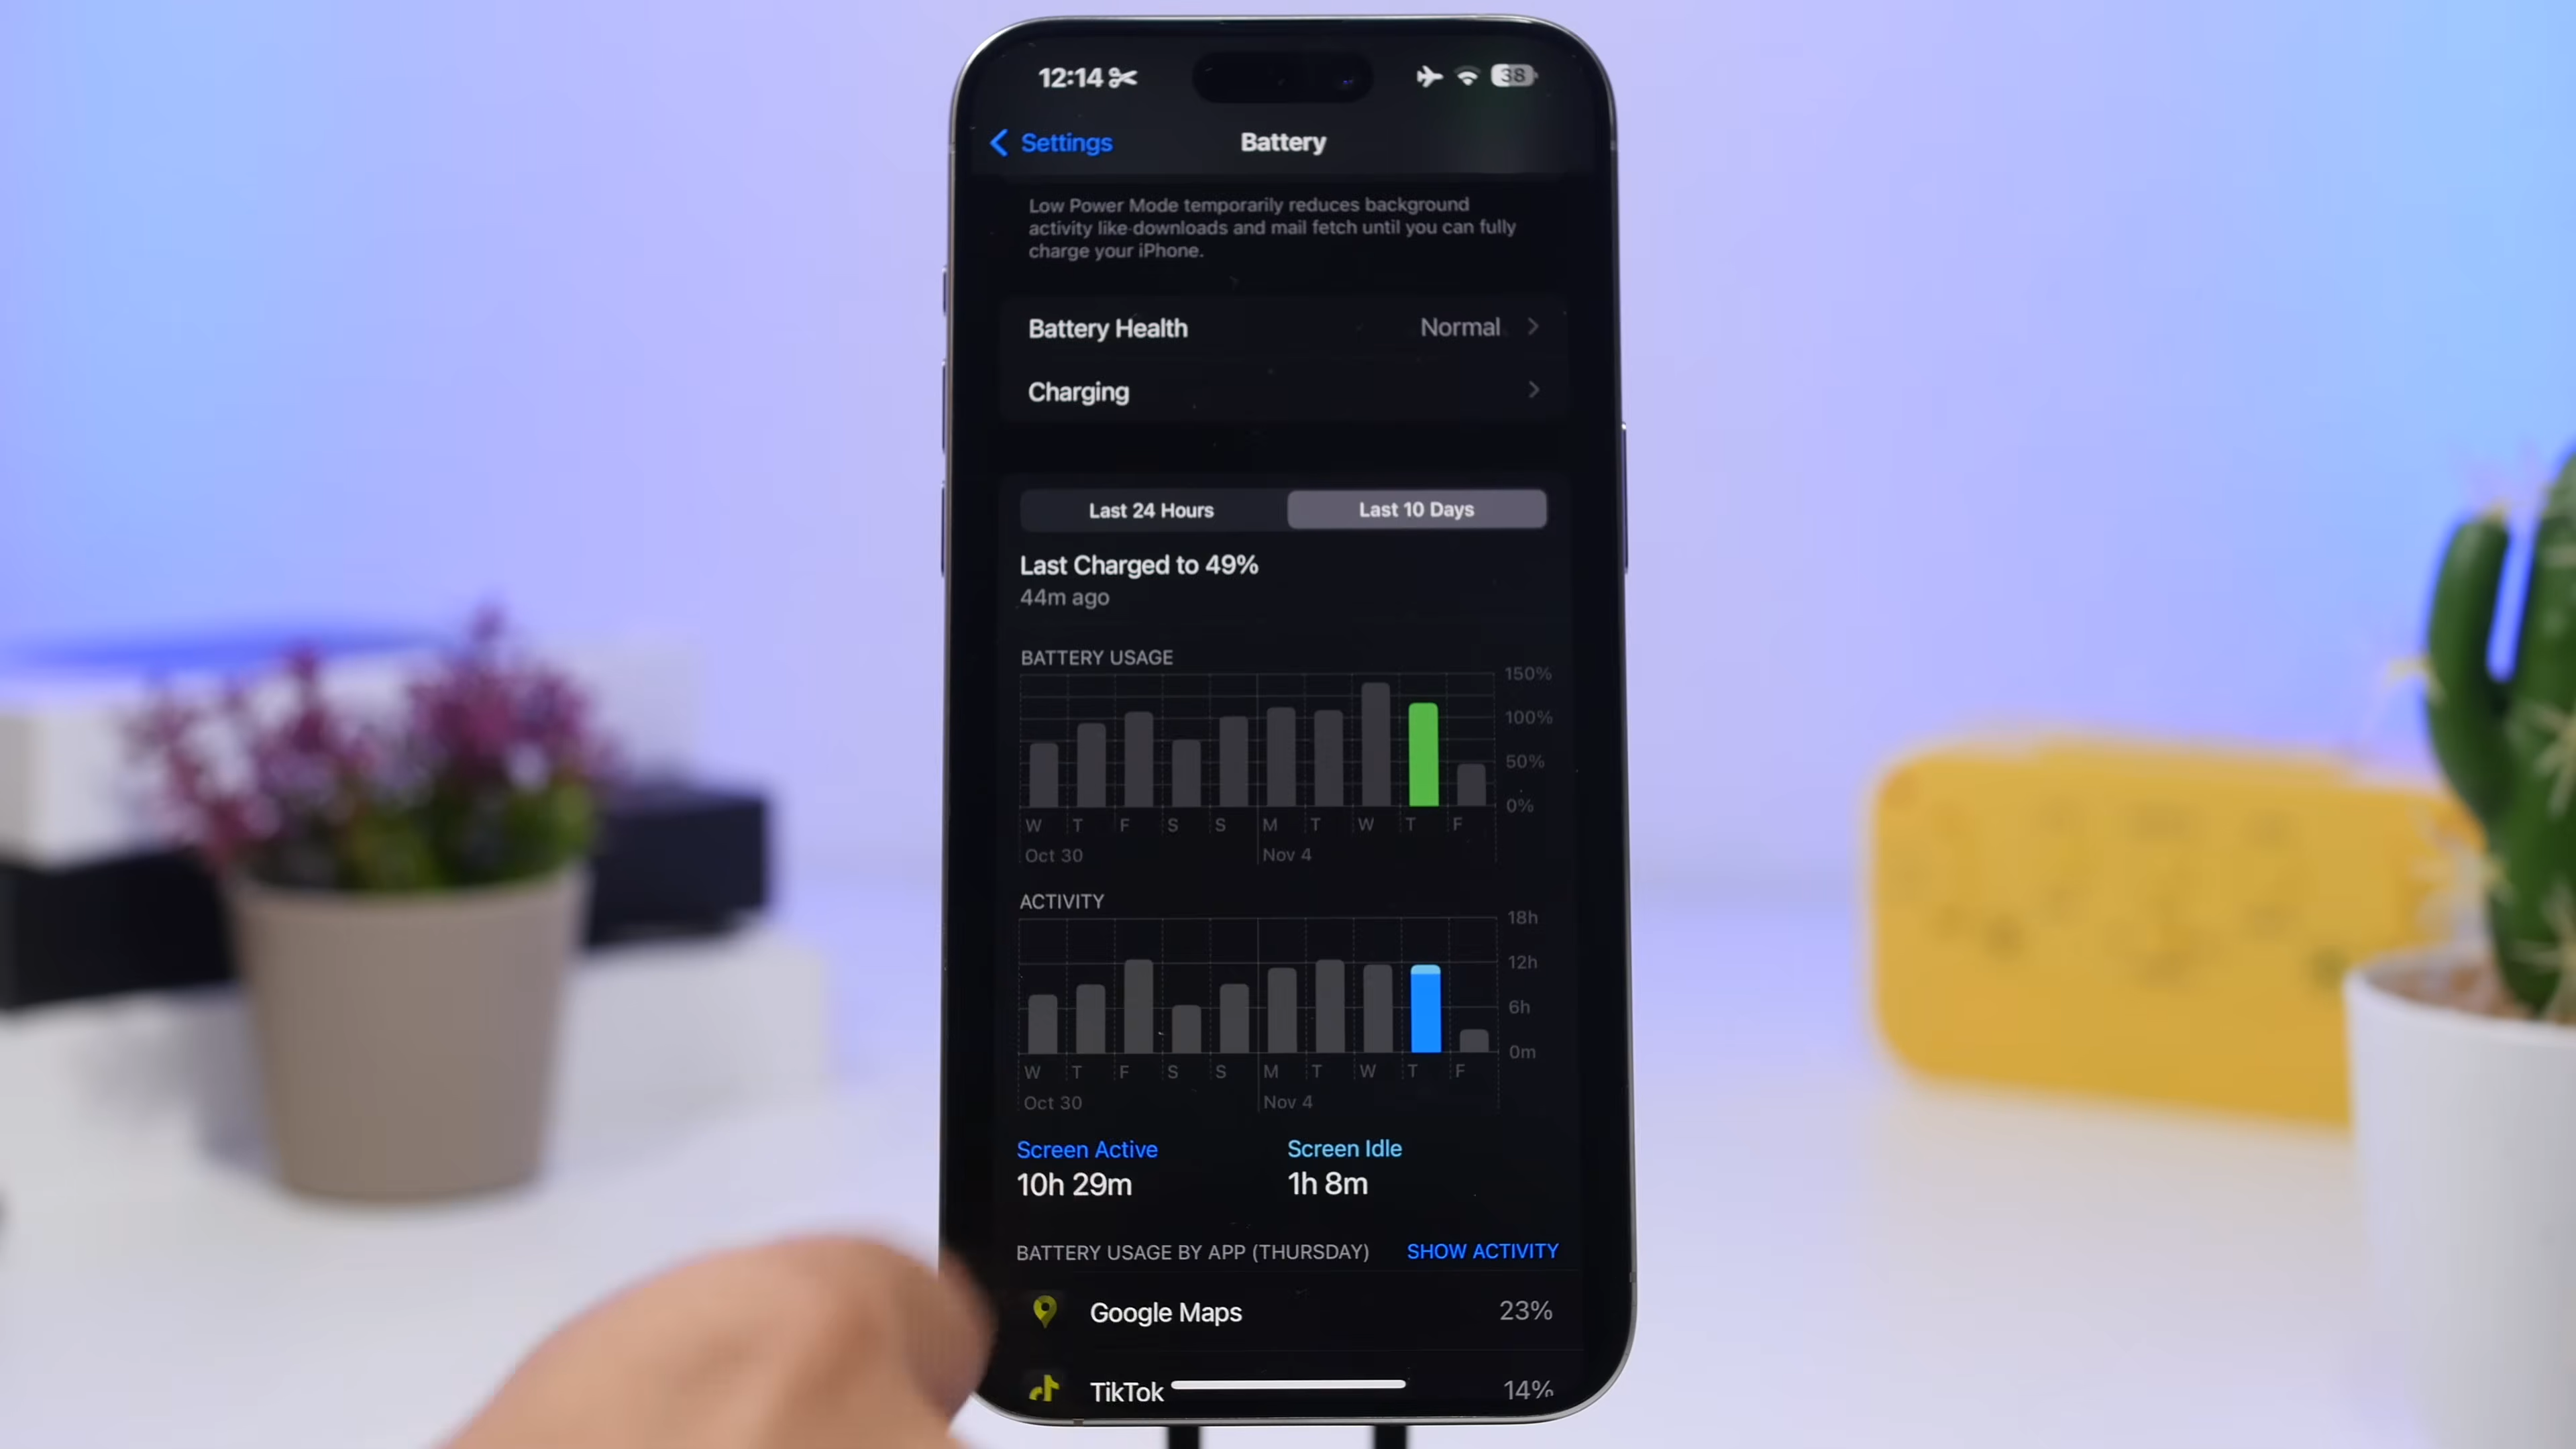 12:14
38
Settings
Battery
Low Power Mode temporarily reduces background
activity like downloads and mail fetch until you can fully
charge your iPhone.
Battery Health Normal
Charging
Last 24 Hours Last 10 Days
Last Charged to 49%
44m ago
BATTERY USAGE
150%
100%
50%
0%
W T F S S M T W T F
Oct 30 Nov 4
ACTIVITY
18h
12h
6h
0m
W T F S S M T W T F
Oct 30 Nov 4
Screen Active Screen Idle
10h 29m 1h 8m
BATTERY USAGE BY APP (THURSDAY) SHOW ACTIVITY
Google Maps 23%
TikTok 14%